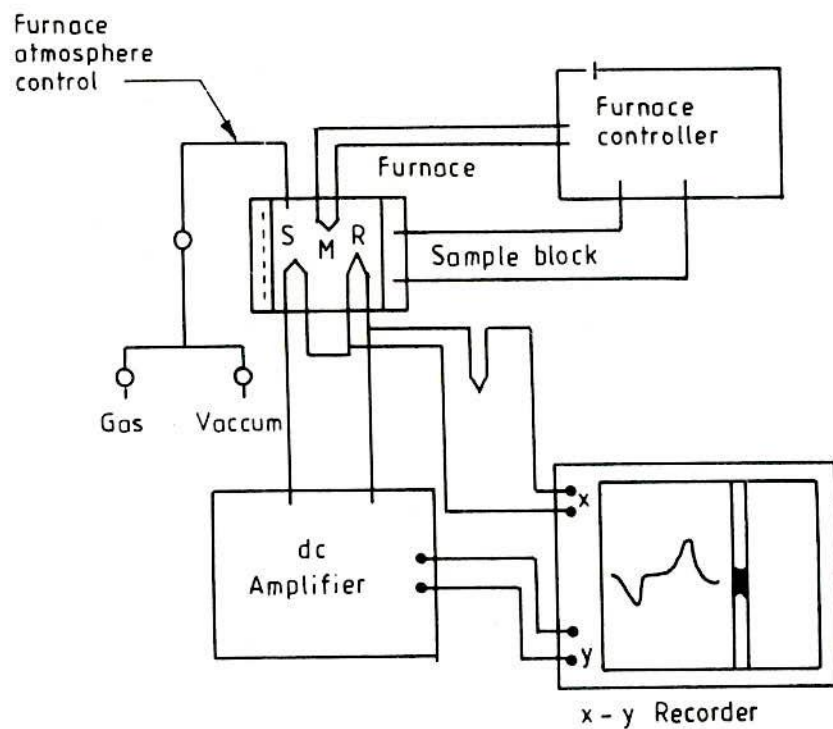 Furnace
atmosphere
control
Furnace
controller
Furnace
S
M
R
Sample block
Gas
Vaccum
x
dc
Amplifier
y
x - y Recorder